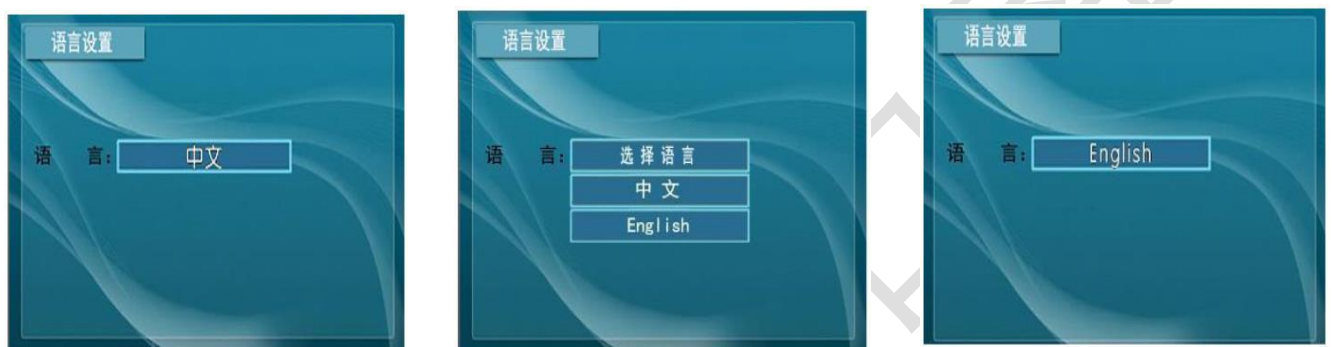 语言设置
语 言: 中文
语言设置
语 言: 选择语言
中文
English
语言设置
语 言: English